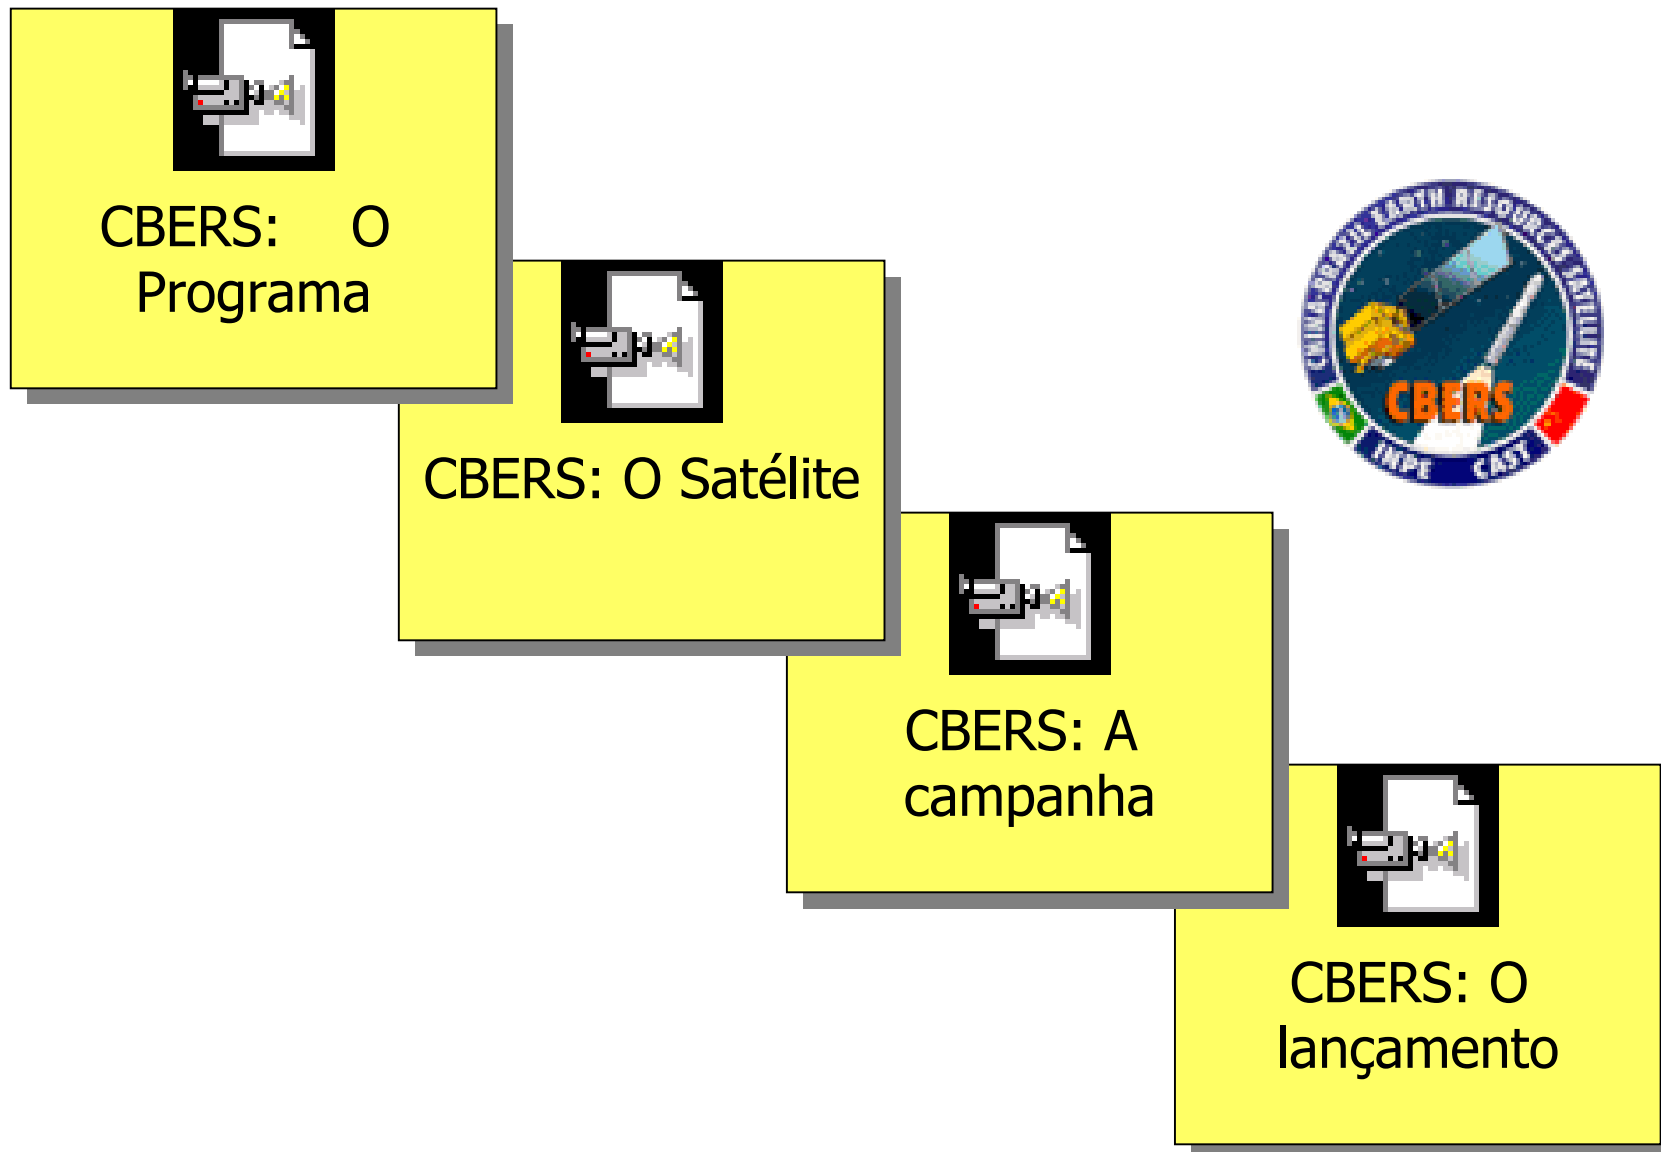 CBERS: O
Programa
CHINA-BRAZIL EARTH RESOURCES SATELLITE
CBERS
INPE CAST
CBERS: O Satélite
CBERS: A
campanha
CBERS: O
lançamento